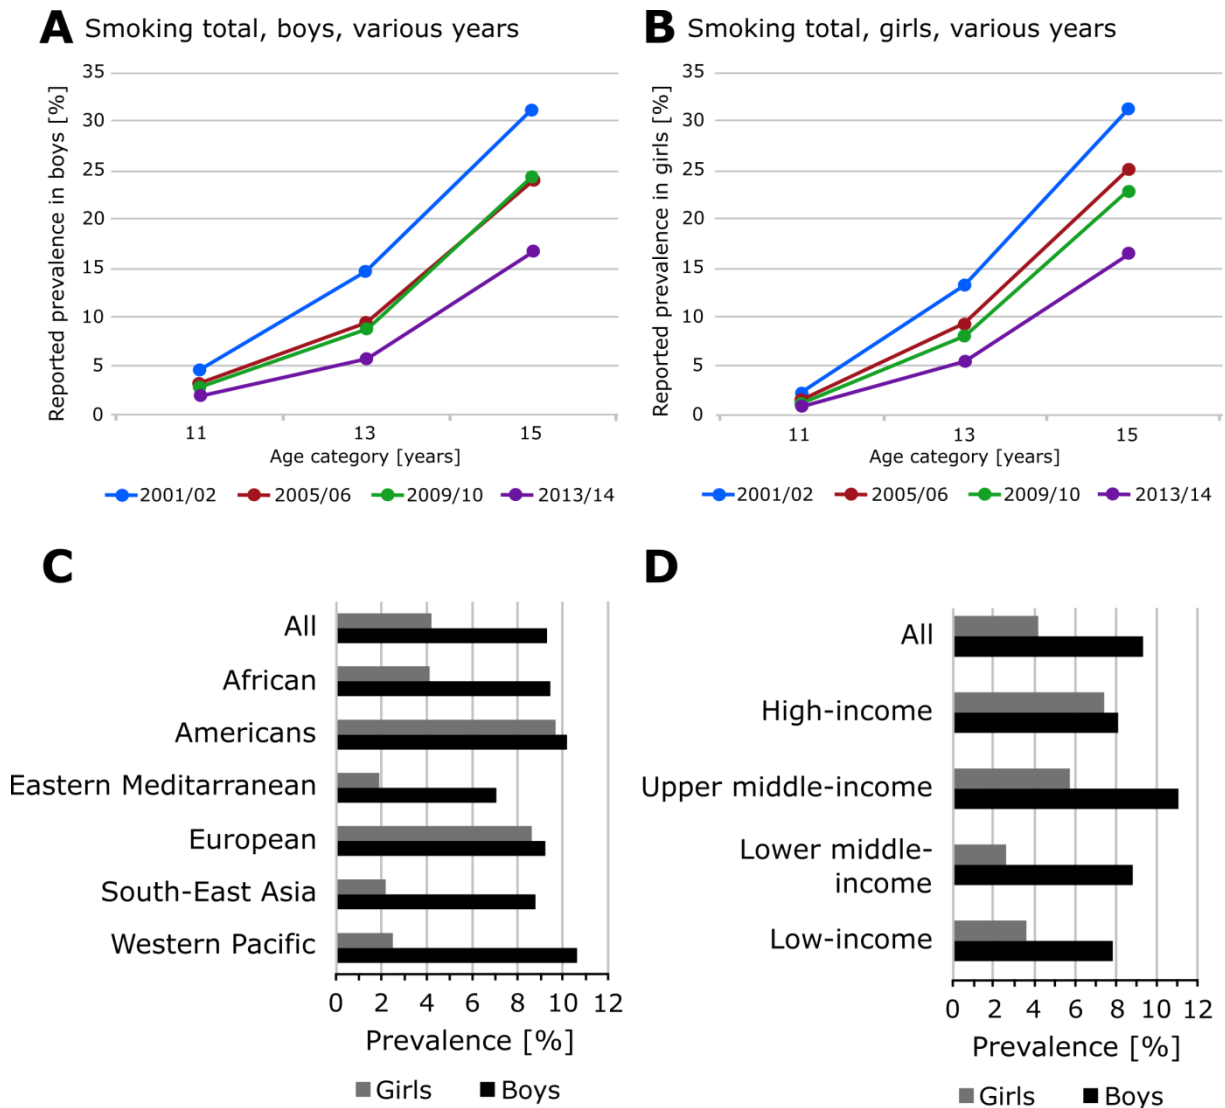 A Smoking total, boys, various years
Reported prevalence in boys [%]
35
30
25
20
15
10
5
0
11 13 15
Age category [years]
2001/02 2005/06 2009/10 2013/14
B Smoking total, girls, various years
Reported prevalence in girls [%]
35
30
25
20
15
10
5
0
11 13 15
Age category [years]
2001/02 2005/06 2009/10 2013/14
C
All
African
Americans
Eastern Meditarranean
European
South-East Asia
Western Pacific
0 2 4 6 8 10 12
Prevalence [%]
Girls Boys
D
All
High-income
Upper middle-income
Lower middle-
income
Low-income
0 2 4 6 8 10 12
Prevalence [%]
Girls Boys